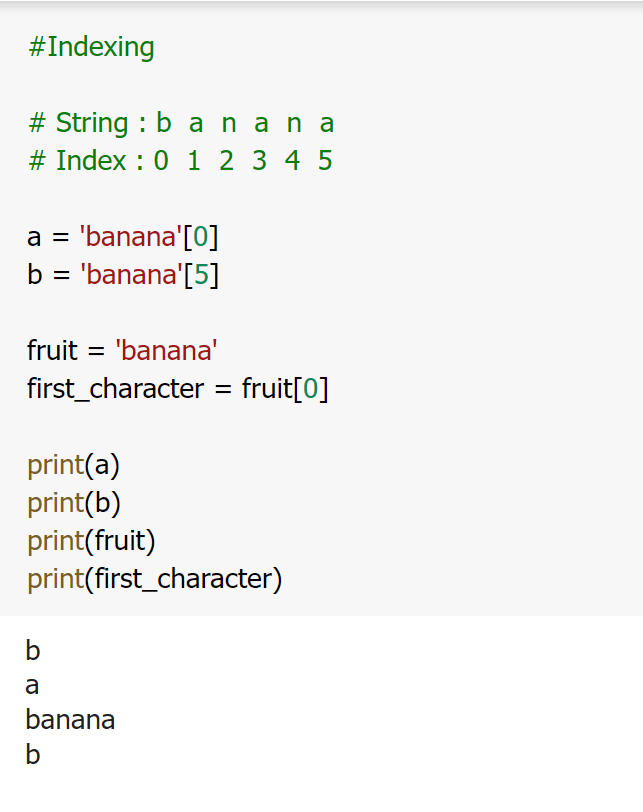 #Indexing
# String : b a n a n a
# Index : 0 1 2 3 4 5
a = 'banana'[0]
b = 'banana'[5]
fruit = 'banana'
first_character = fruit[0]
print(a)
print(b)
print(fruit)
print(first_character)
b
a
banana
b